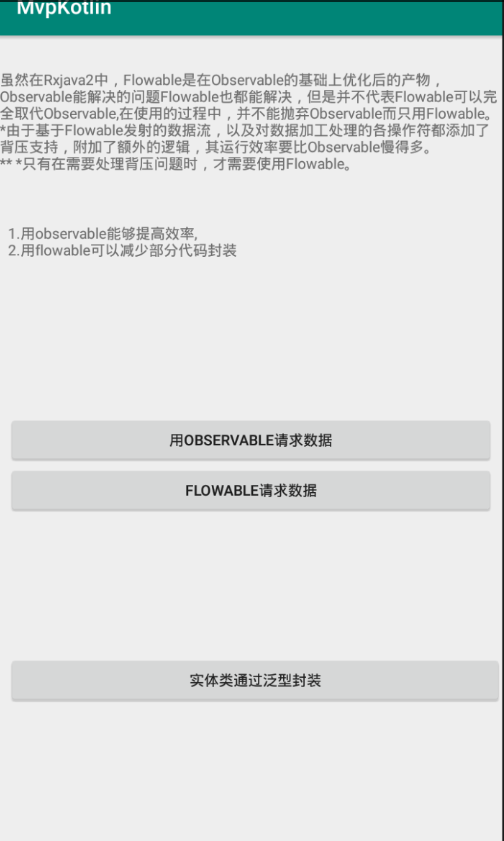 MvpKotlin
虽然在Rxjava2中，Flowable是在Observable的基础上优化后的产物，
Observable能解决的问题Flowable也都能解决，但是并不代表Flowable可以完
全取代Observable,在使用的过程中，并不能抛弃Observable而只用Flowable。
*由于基于Flowable发射的数据流，以及对数据加工处理的各操作符都添加了
背压支持，附加了额外的逻辑，其运行效率要比Observable慢得多。
** *只有在需要处理背压问题时，才需要使用Flowable。
1.用observable能够提高效率,
2.用flowable可以减少部分代码封装
用OBSERVABLE请求数据
FLOWABLE请求数据
实体类通过泛型封装